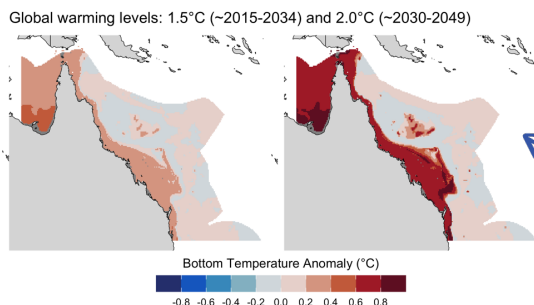 Global warming levels: 1.5°C (~2015-2034) and 2.0°C (~2030-2049)
Bottom Temperature Anomaly (°C)
-0.8 -0.6 -0.4 -0.2 0.0 0.2 0.4 0.6 0.8